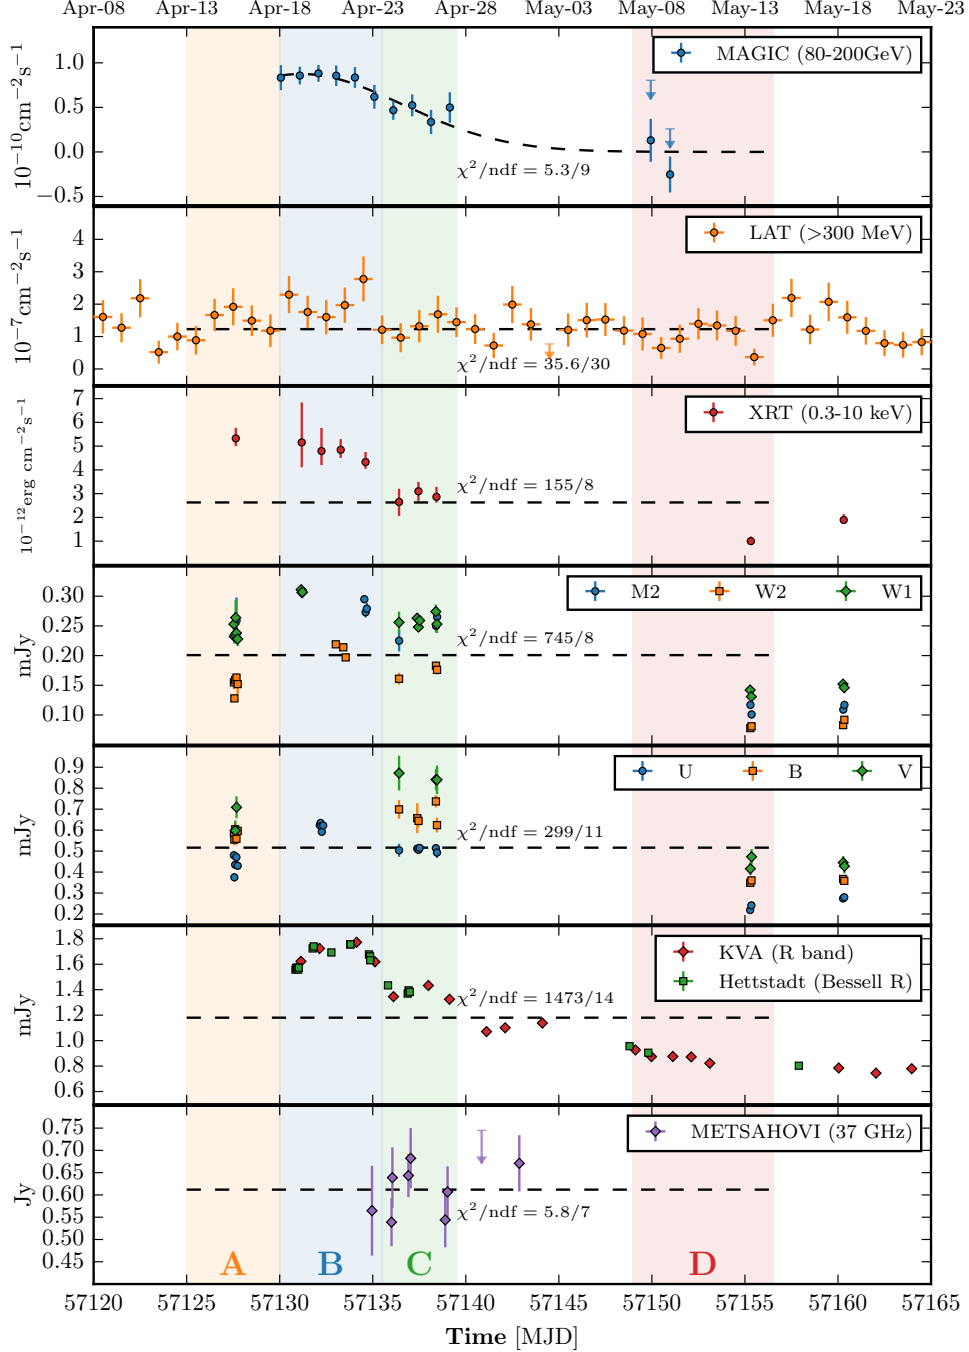 Apr-08 Apr-13 Apr-18 Apr-23 Apr-28 May-03 May-08 May-13 May-18 May-23
MAGIC (80-200GeV)
10⁻¹⁰cm⁻²s⁻¹
1.0
0.5
0.0
−0.5
χ²/ndf = 5.3/9
LAT (>300 MeV)
10⁻⁷cm⁻²s⁻¹
4
3
2
1
0
χ²/ndf = 35.6/30
XRT (0.3-10 keV)
10⁻¹²erg cm⁻²s⁻¹
7
6
5
4
3
2
1
χ²/ndf = 155/8
M2 W2 W1
mJy
0.30
0.25
0.20
0.15
0.10
χ²/ndf = 745/8
U B V
mJy
0.9
0.8
0.7
0.6
0.5
0.4
0.3
0.2
χ²/ndf = 299/11
KVA (R band)
Hettstadt (Bessell R)
mJy
1.8
1.6
1.4
1.2
1.0
0.8
0.6
χ²/ndf = 1473/14
METSAHOVI (37 GHz)
Jy
0.75
0.70
0.65
0.60
0.55
0.50
0.45
χ²/ndf = 5.8/7
A B C D
57120 57125 57130 57135 57140 57145 57150 57155 57160 57165
Time [MJD]